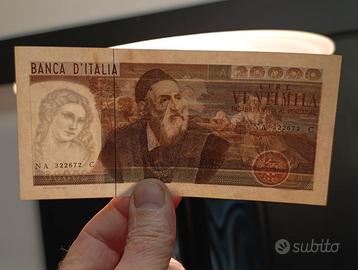 BANCA D'ITALIA
A 20000
LIRE
VENTIMILA
NA 322672 C
NA 322672 C
subito